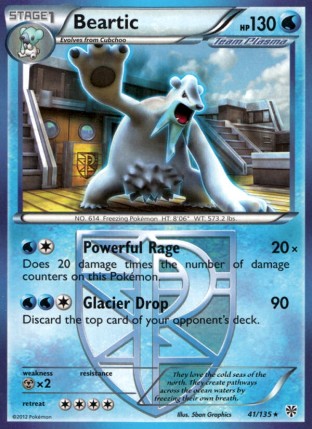 STAGE1
Beartic
HP130
Evolves from Cubchoo
Team Plasma
NO. 614 Freezing Pokémon HT. 8'06" WT. 573.2 lbs.
Powerful Rage 20×
Does 20 damage times the number of damage
counters on this Pokémon.
Glacier Drop 90
Discard the top card of your opponent's deck.
weakness
×2
resistance
retreat
They love the cold seas of the
north. They create pathways
across the ocean waters by
freezing their own breath.
©2012 Pokémon
Illus. 5ban Graphics
41/135 ★